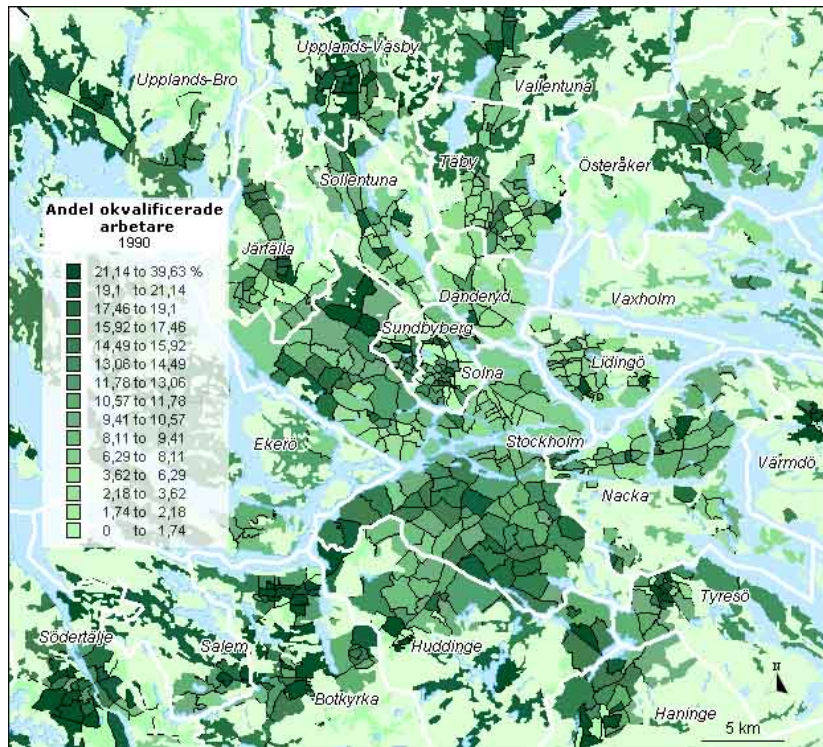 Upplands-Väsby
Upplands-Bro
Vallentuna
Täby
Österåker
Sollentuna
Andel okvalificerade
arbetare
1990
21,14 to 39,63 %
19,1 to 21,14
17,46 to 19,1
15,92 to 17,46
14,49 to 15,92
13,06 to 14,49
11,78 to 13,06
10,57 to 11,78
9,41 to 10,57
8,11 to 9,41
6,29 to 8,11
3,62 to 6,29
2,18 to 3,62
1,74 to 2,18
0 to 1,74
Järfälla
Danderyd
Vaxholm
Sundbyberg
Lidingö
Solna
Ekerö
Stockholm
Värmdö
Nacka
Tyresö
Södertälje
Salem
Huddinge
Botkyrka
Haninge
N
5 km